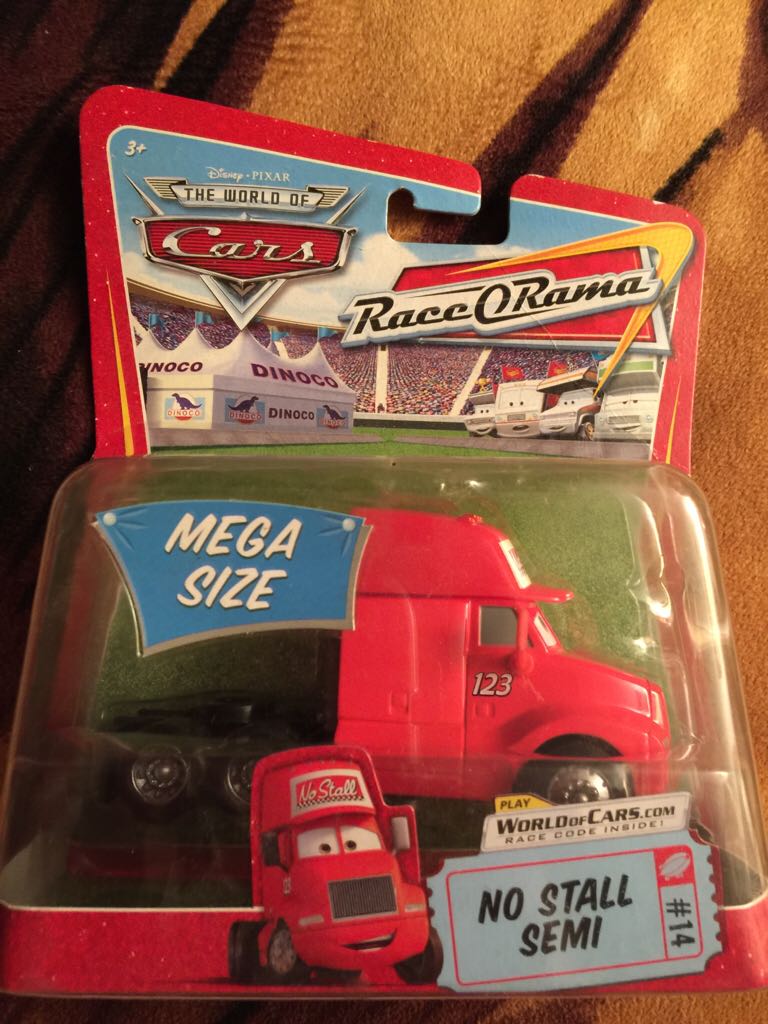 3+
Disney · PIXAR
THE WORLD OF
Cars
Race O Rama
INOCO
DINOCO
DINOCO
DINOCO
DINOCO
MEGA
SIZE
123
No Stall
PLAY
WORLDOFCARS.COM
RACE CODE INSIDE!
NO STALL
SEMI
#14